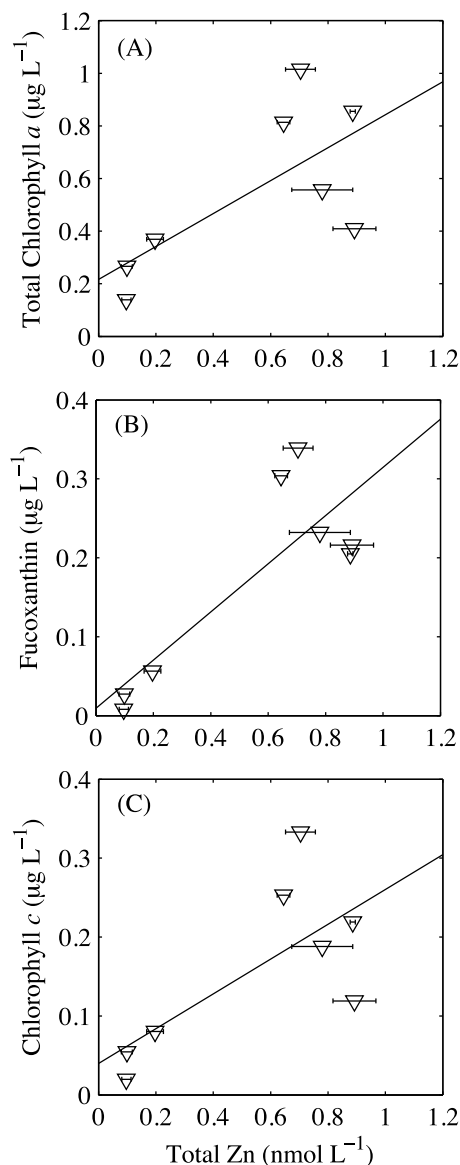 1.2
(A)
1
0.8
0.6
0.4
0.2
0
Total Chlorophyll a (µg L−1)
0 0.2 0.4 0.6 0.8 1 1.2
0.4
(B)
0.3
0.2
0.1
0
Fucoxanthin (µg L−1)
0 0.2 0.4 0.6 0.8 1 1.2
0.4
(C)
0.3
0.2
0.1
0
Chlorophyll c (µg L−1)
0 0.2 0.4 0.6 0.8 1 1.2
Total Zn (nmol L−1)